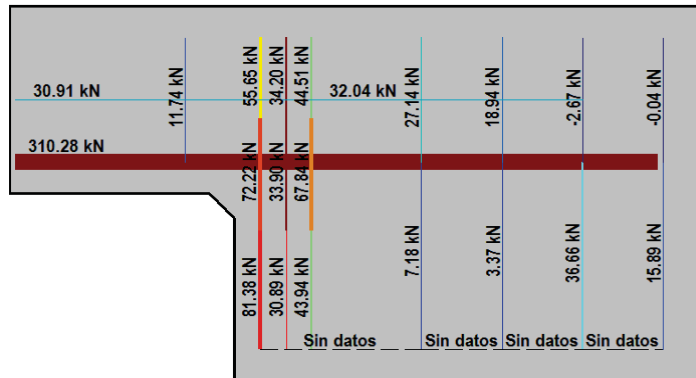 30.91 kN
11.74 kN
55.65 kN
34.20 kN
44.51 kN
32.04 kN
27.14 kN
18.94 kN
-2.67 kN
-0.04 kN
310.28 kN
72.22 kN
33.90 kN
67.84 kN
81.38 kN
30.89 kN
43.94 kN
7.18 kN
3.37 kN
36.66 kN
15.89 kN
Sin datos Sin datos Sin datos Sin datos